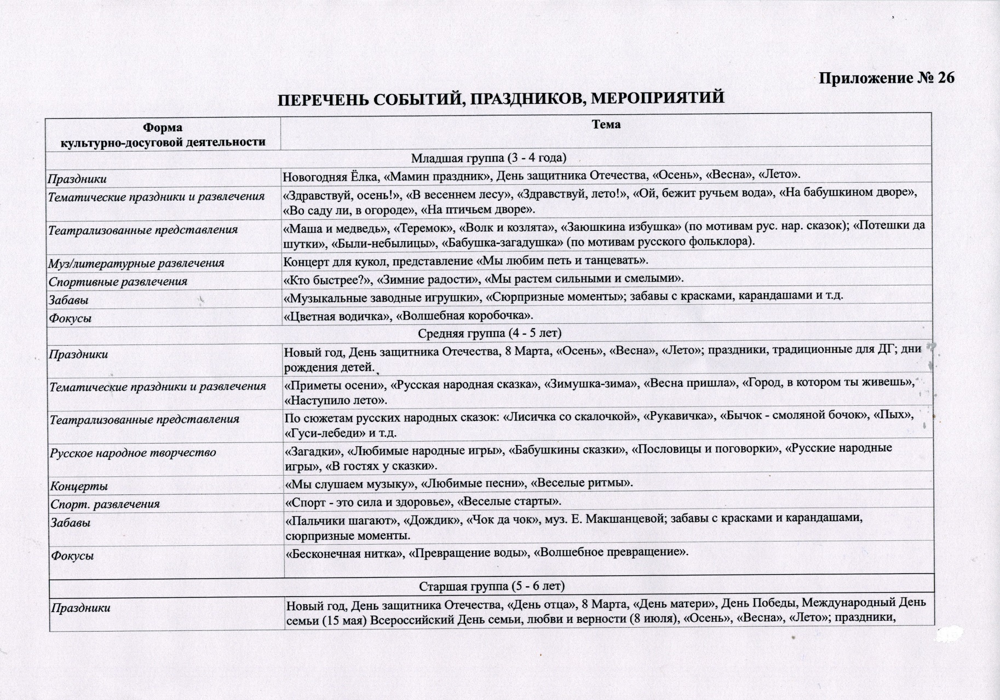 Приложение № 26
ПЕРЕЧЕНЬ СОБЫТИЙ, ПРАЗДНИКОВ, МЕРОПРИЯТИЙ
Форма
культурно-досуговой деятельности
Тема
Младшая группа (3 - 4 года)
Праздники
Новогодняя Ёлка, «Мамин праздник», День защитника Отечества, «Осень», «Весна», «Лето».
Тематические праздники и развлечения
«Здравствуй, осень!», «В весеннем лесу», «Здравствуй, лето!», «Ой, бежит ручьем вода», «На бабушкином дворе»,
«Во саду ли, в огороде», «На птичьем дворе».
Театрализованные представления
«Маша и медведь», «Теремок», «Волк и козлята», «Заюшкина избушка» (по мотивам рус. нар. сказок); «Потешки да
шутки», «Были-небылицы», «Бабушка-загадушка» (по мотивам русского фольклора).
Муз/литературные развлечения
Концерт для кукол, представление «Мы любим петь и танцевать».
Спортивные развлечения
«Кто быстрее?», «Зимние радости», «Мы растем сильными и смелыми».
Забавы
«Музыкальные заводные игрушки», «Сюрпризные моменты»; забавы с красками, карандашами и т.д.
Фокусы
«Цветная водичка», «Волшебная коробочка».
Средняя группа (4 - 5 лет)
Праздники
Новый год, День защитника Отечества, 8 Марта, «Осень», «Весна», «Лето»; праздники, традиционные для ДГ; дни
рождения детей.
Тематические праздники и развлечения
«Приметы осени», «Русская народная сказка», «Зимушка-зима», «Весна пришла», «Город, в котором ты живешь»,
«Наступило лето».
Театрализованные представления
По сюжетам русских народных сказок: «Лисичка со скалочкой», «Рукавичка», «Бычок - смоляной бочок», «Пых»,
«Гуси-лебеди» и т.д.
Русское народное творчество
«Загадки», «Любимые народные игры», «Бабушкины сказки», «Пословицы и поговорки», «Русские народные
игры», «В гостях у сказки».
Концерты
«Мы слушаем музыку», «Любимые песни», «Веселые ритмы».
Спорт. развлечения
«Спорт - это сила и здоровье», «Веселые старты».
Забавы
«Пальчики шагают», «Дождик», «Чок да чок», муз. Е. Макшанцевой; забавы с красками и карандашами,
сюрпризные моменты.
Фокусы
«Бесконечная нитка», «Превращение воды», «Волшебное превращение».
Старшая группа (5 - 6 лет)
Праздники
Новый год, День защитника Отечества, «День отца», 8 Марта, «День матери», День Победы, Международный День
семьи (15 мая) Всероссийский День семьи, любви и верности (8 июля), «Осень», «Весна», «Лето»; праздники,